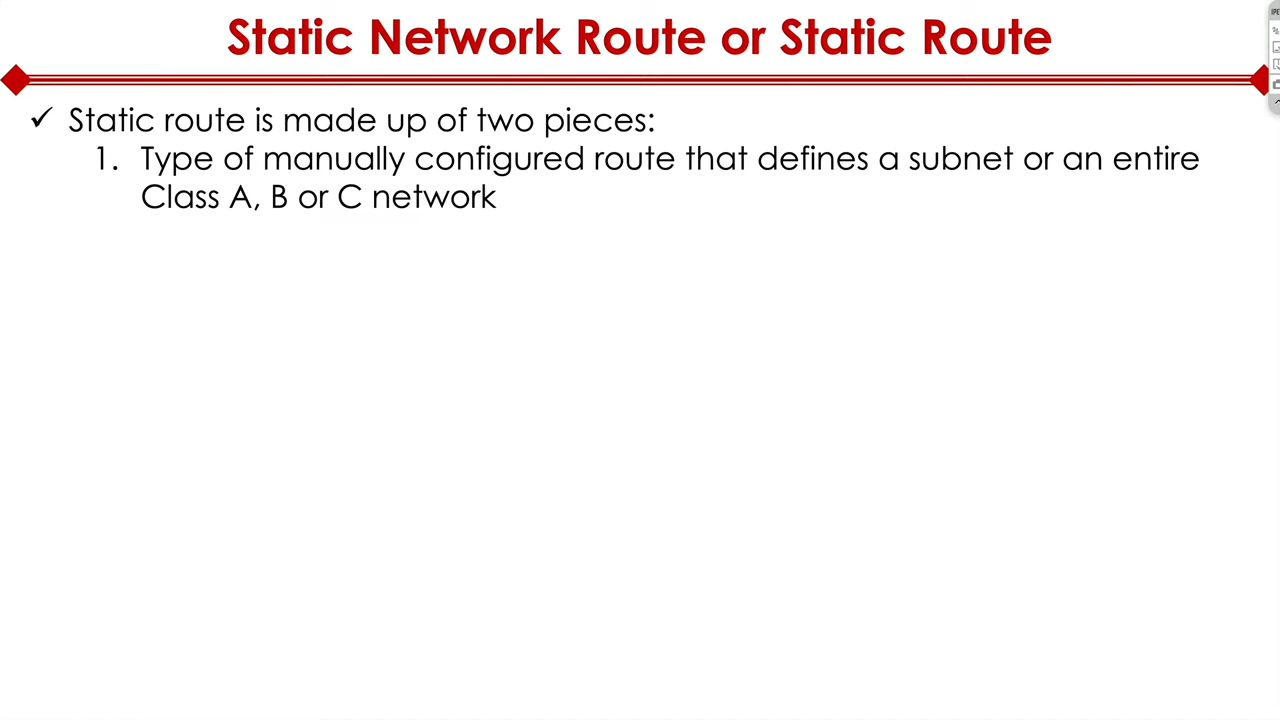 Static Network Route or Static Route
✓ Static route is made up of two pieces:
1. Type of manually configured route that defines a subnet or an entire
Class A, B or C network